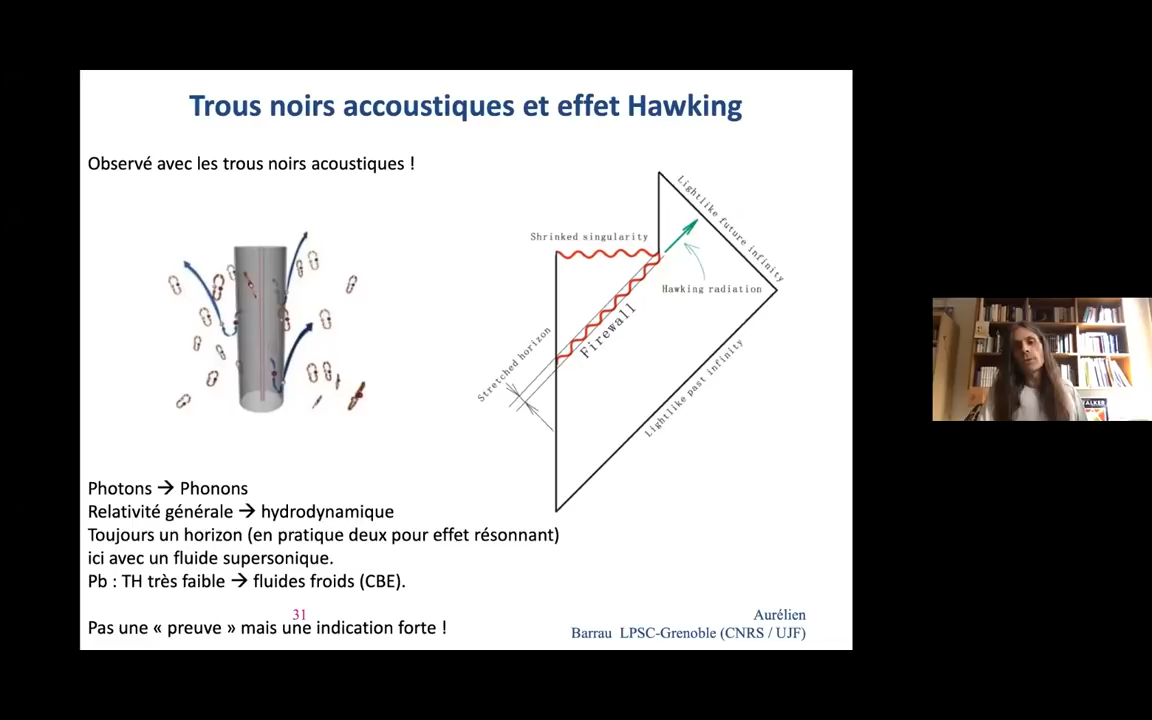 Trous noirs accoustiques et effet Hawking
Observé avec les trous noirs acoustiques !
Shrinked singularity
Lightlike future infinity
Hawking radiation
Firewall
Stretched horizon
Lightlike past infinity
Photons → Phonons
Relativité générale → hydrodynamique
Toujours un horizon (en pratique deux pour effet résonnant)
ici avec un fluide supersonique.
Pb : TH très faible → fluides froids (CBE).
31
Pas une « preuve » mais une indication forte !
Aurélien
Barrau LPSC-Grenoble (CNRS / UJF)